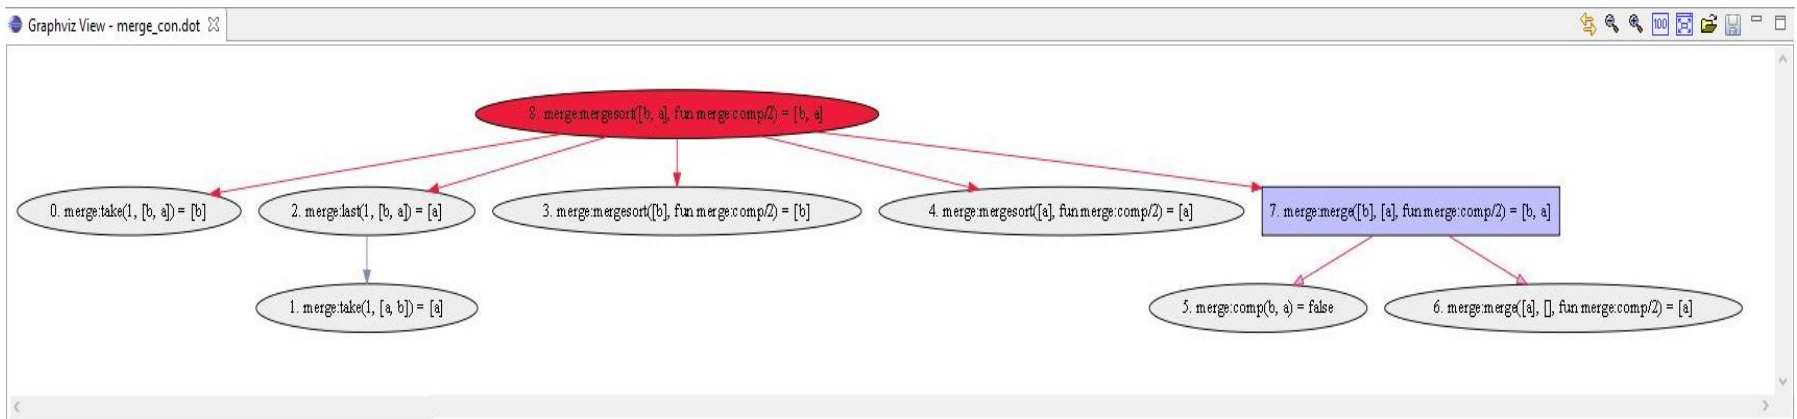 Graphviz View - merge_con.dot
100
8. merge:mergesort([b, a], fun merge:comp/2) = [b, a]
0. merge:take(1, [b, a]) = [b]
2. merge:last(1, [b, a]) = [a]
3. merge:mergesort([b], fun merge:comp/2) = [b]
4. merge:mergesort([a], fun merge:comp/2) = [a]
7. merge:merge([b], [a], fun merge:comp/2) = [b, a]
1. merge:take(1, [a, b]) = [a]
5. merge:comp(b, a) = false
6. merge:merge([a], [], fun merge:comp/2) = [a]